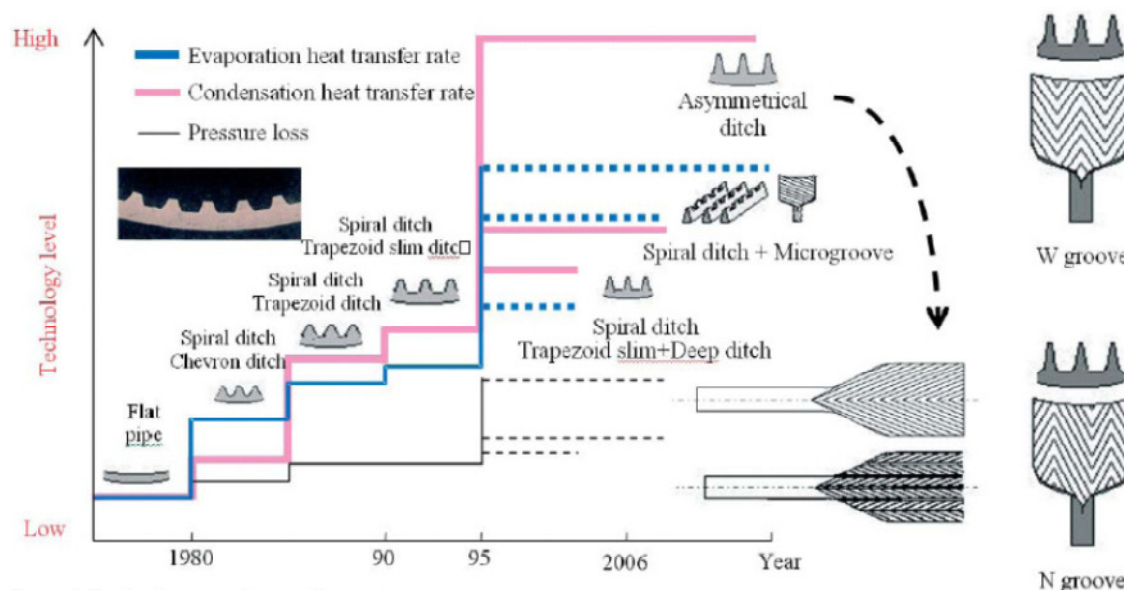 High
Evaporation heat transfer rate
Condensation heat transfer rate
Pressure loss
Technology level
Flat
pipe
Spiral ditch
Chevron ditch
Spiral ditch
Trapezoid ditch
Spiral ditch
Trapezoid slim ditc□
Asymmetrical
ditch
Spiral ditch + Microgroove
Spiral ditch
Trapezoid slim+Deep ditch
Low
1980
90
95
2006
Year
W groove
N groove